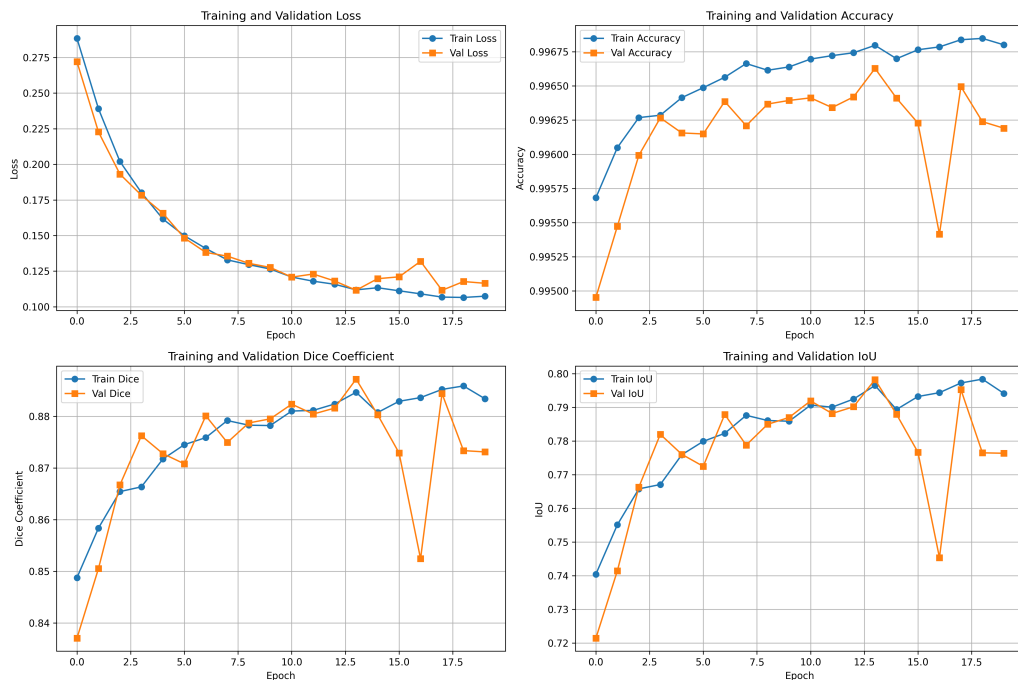 Training and Validation Loss
Train Loss
Val Loss
0.275
0.250
0.225
0.200
0.175
0.150
0.125
0.100
Loss
0.0 2.5 5.0 7.5 10.0 12.5 15.0 17.5
Epoch
Training and Validation Accuracy
Train Accuracy
Val Accuracy
0.99675
0.99650
0.99625
0.99600
0.99575
0.99550
0.99525
0.99500
Accuracy
0.0 2.5 5.0 7.5 10.0 12.5 15.0 17.5
Epoch
Training and Validation Dice Coefficient
Train Dice
Val Dice
0.88
0.87
0.86
0.85
0.84
Dice Coefficient
0.0 2.5 5.0 7.5 10.0 12.5 15.0 17.5
Epoch
Training and Validation IoU
Train IoU
Val IoU
0.80
0.79
0.78
0.77
0.76
0.75
0.74
0.73
0.72
IoU
0.0 2.5 5.0 7.5 10.0 12.5 15.0 17.5
Epoch